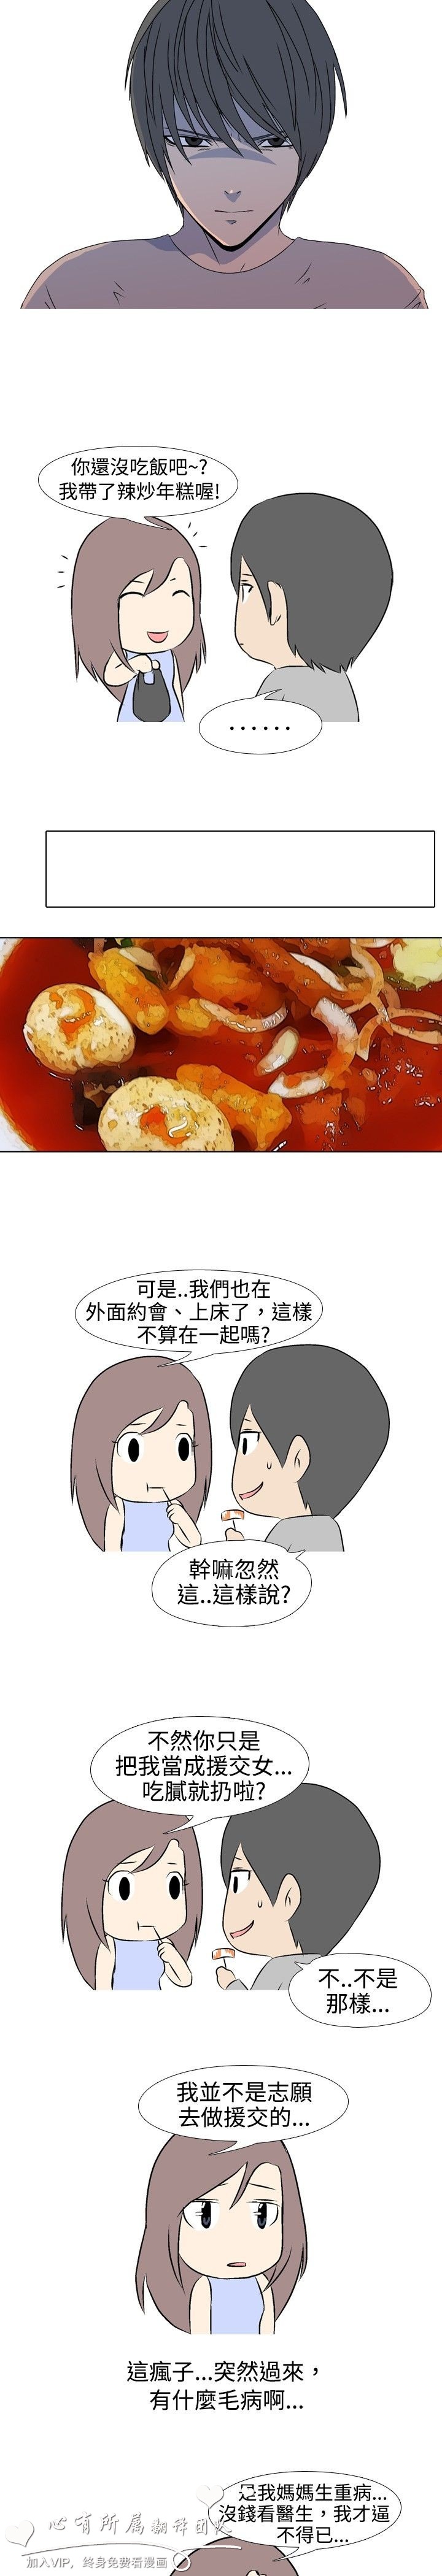 你還沒吃飯吧~?
我帶了辣炒年糕喔!
......
可是..我們也在
外面約會、上床了，這樣
不算在一起嗎?
幹嘛忽然
這..這樣說?
不然你只是
把我當成援交女...
吃膩就扔啦?
不..不是
那樣...
我並不是志願
去做援交的...
這瘋子...突然過來，
有什麼毛病啊...
是我媽媽生重病...
沒錢看醫生，我才逼
不得已...
心有所属翻译团队
加入VIP，终身免费看漫画